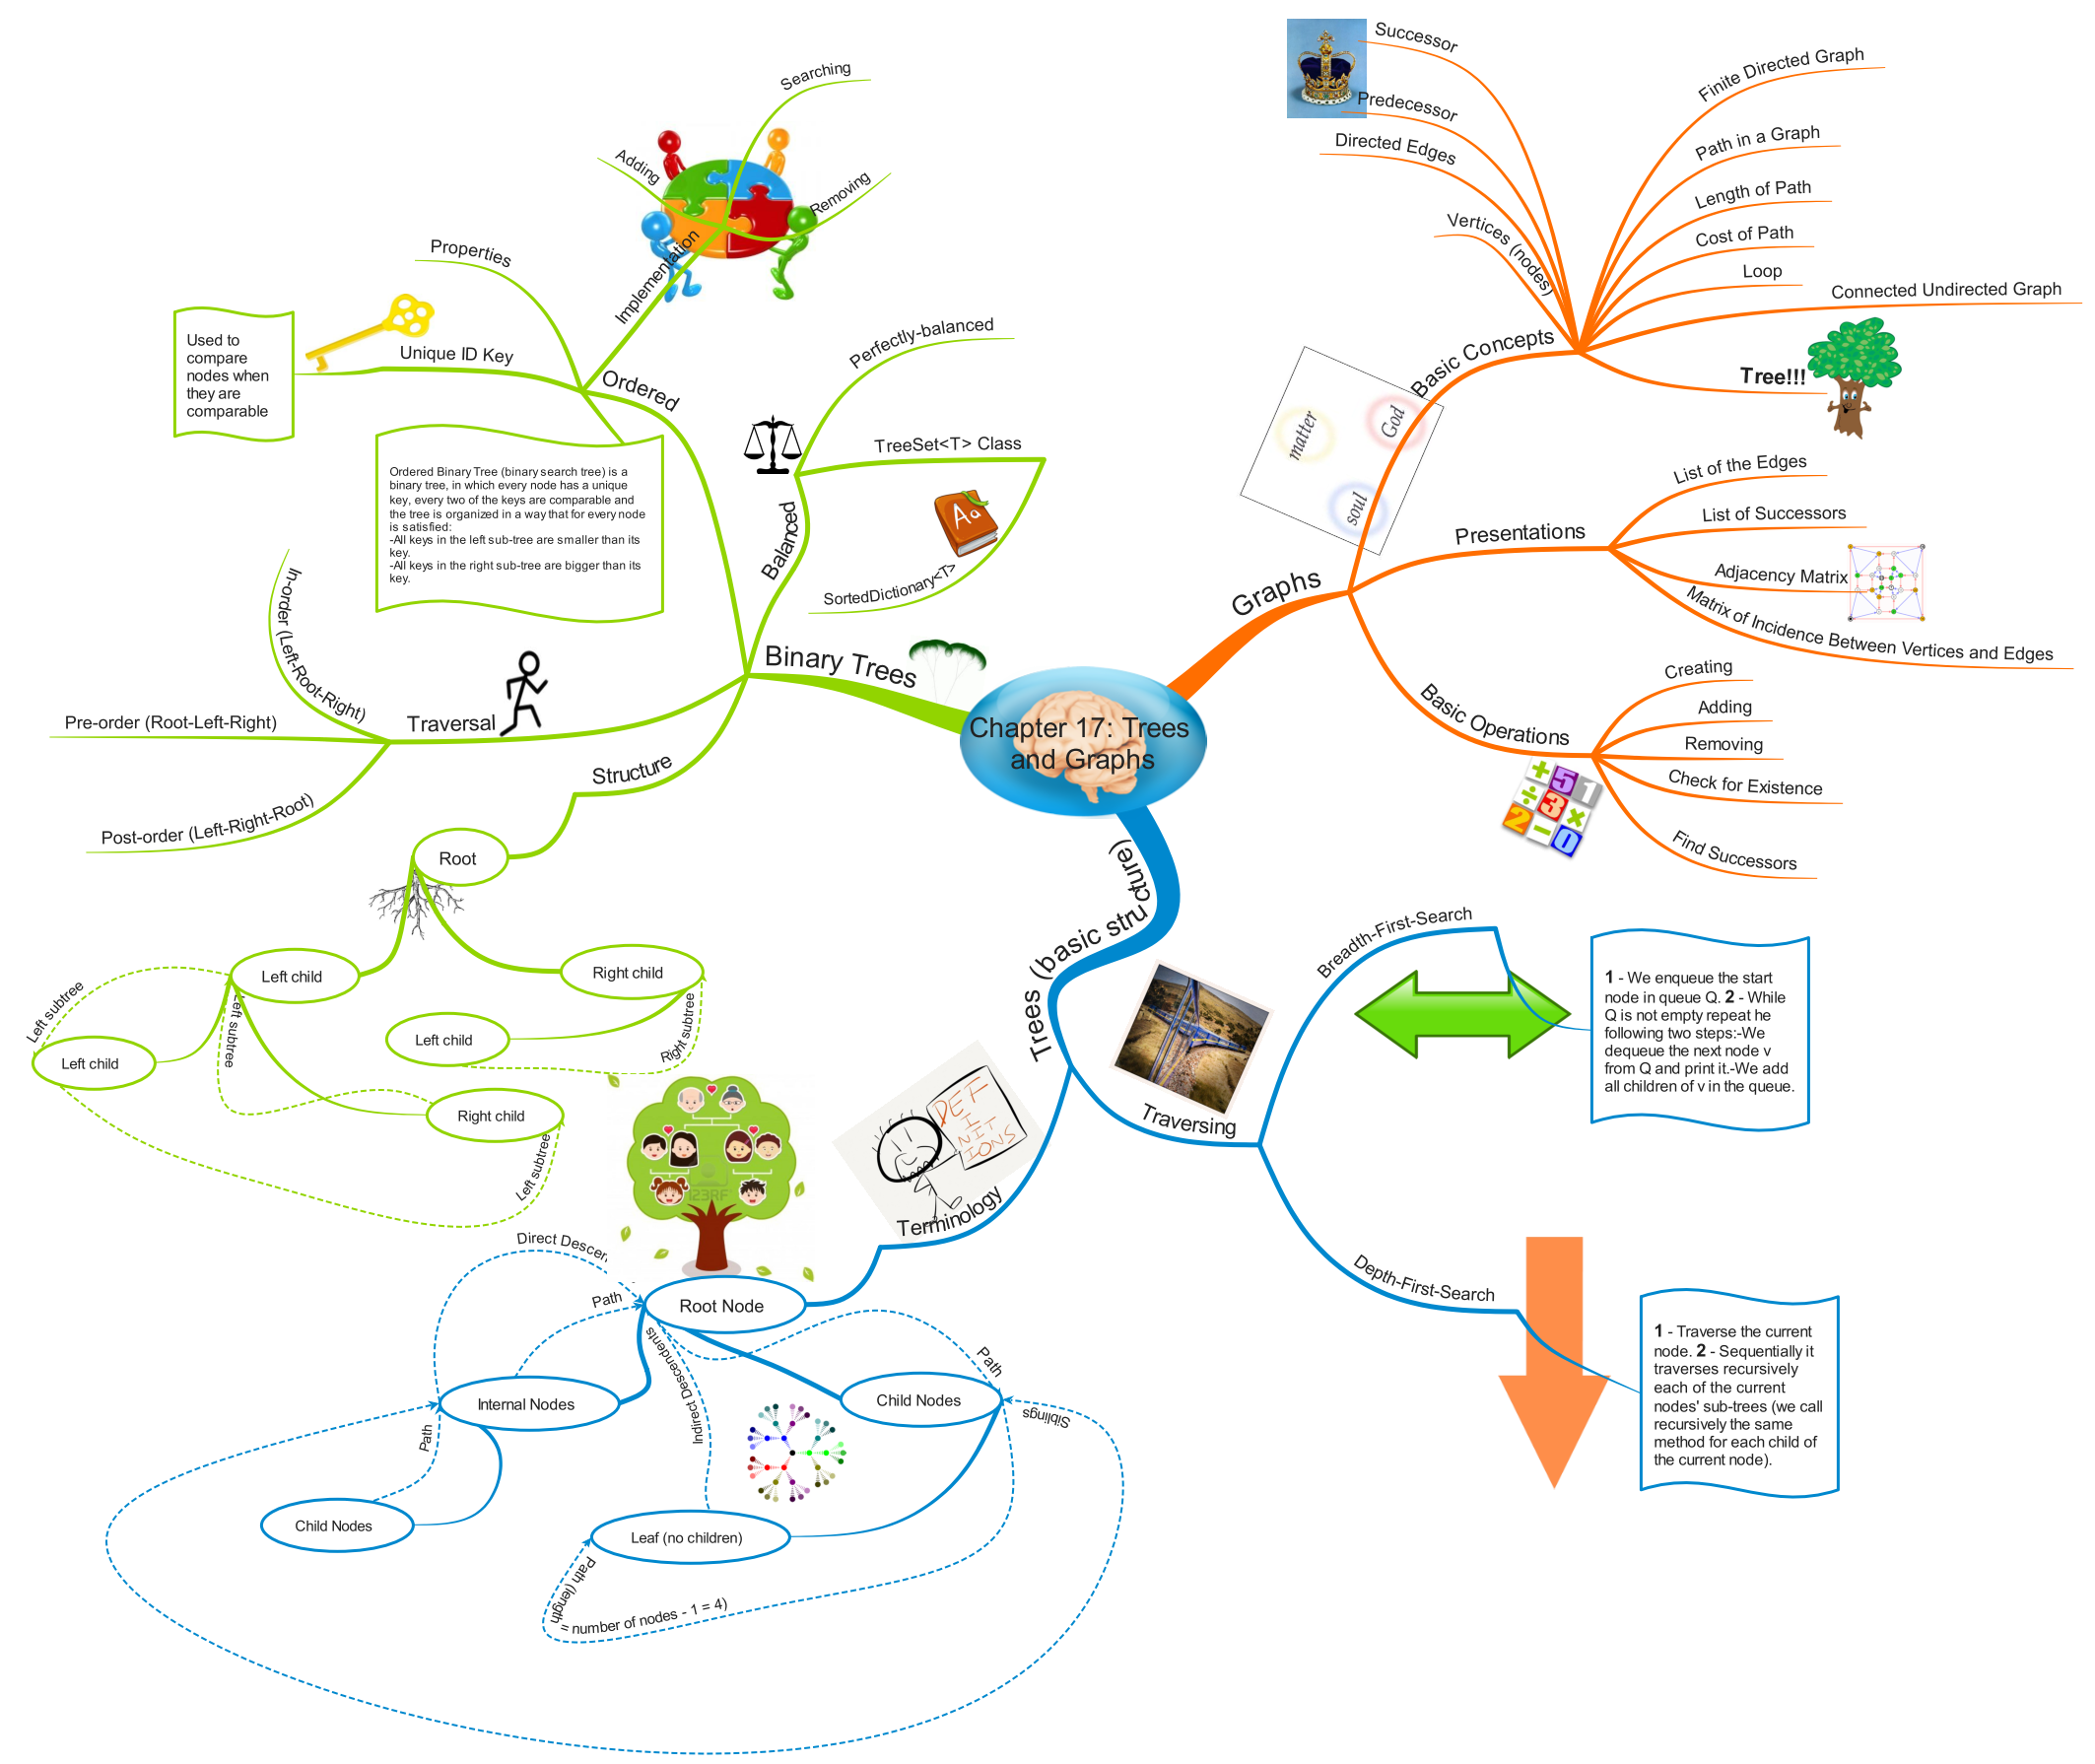 Chapter 17: Trees
and Graphs
Graphs
Basic Concepts
Successor
Predecessor
Directed Edges
Vertices (nodes)
Finite Directed Graph
Path in a Graph
Length of Path
Cost of Path
Loop
Connected Undirected Graph
Tree!!!
matter
God
soul
Presentations
List of the Edges
List of Successors
Adjacency Matrix
Matrix of Incidence Between Vertices and Edges
Basic Operations
Creating
Adding
Removing
Check for Existence
Find Successors
+ 5 1
÷ 3 ×
2 − 0
Trees (basic structure)
Traversing
Breadth-First-Search
1 - We enqueue the start
node in queue Q. 2 - While
Q is not empty repeat he
following two steps:-We
dequeue the next node v
from Q and print it.-We add
all children of v in the queue.
Depth-First-Search
1 - Traverse the current
node. 2 - Sequentially it
traverses recursively
each of the current
nodes' sub-trees (we call
recursively the same
method for each child of
the current node).
Terminology
DEF
I
NIT
IONS
123RF
Root Node
Direct Descen
Path
Indirect Descendents
Path
Internal Nodes
Child Nodes
Siblings
Path
Child Nodes
Leaf (no children)
Path (length
= number of nodes - 1 = 4)
Binary Trees
Balanced
Perfectly-balanced
TreeSet<T> Class
Aa
SortedDictionary<T>
Ordered
Implementation
Searching
Adding
Removing
Properties
Unique ID Key
Used to
compare
nodes when
they are
comparable
Ordered Binary Tree (binary search tree) is a
binary tree, in which every node has a unique
key, every two of the keys are comparable and
the tree is organized in a way that for every node
is satisfied:
-All keys in the left sub-tree are smaller than its
key.
-All keys in the right sub-tree are bigger than its
key.
Traversal
In-order (Left-Root-Right)
Pre-order (Root-Left-Right)
Post-order (Left-Right-Root)
Structure
Root
Left child
Right child
Left subtree
Left subtree
Left child
Left child
Right subtree
Right child
Left subtree